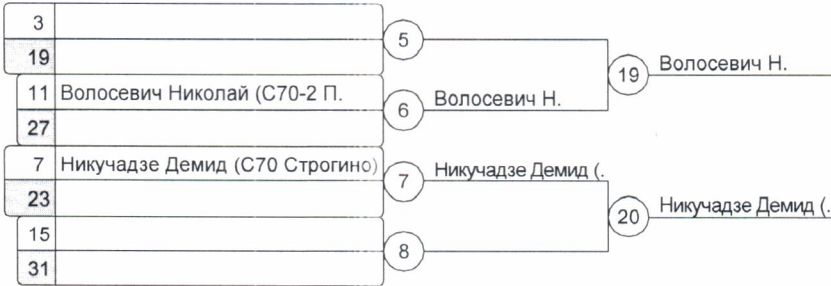 3
5
19
19
Волосевич Н.
11 Волосевич Николай (С70-2 П.
6
Волосевич Н.
27
7 Никучадзе Демид (С70 Строгино)
7
Никучадзе Демид (.
23
20
Никучадзе Демид (.
15
8
31